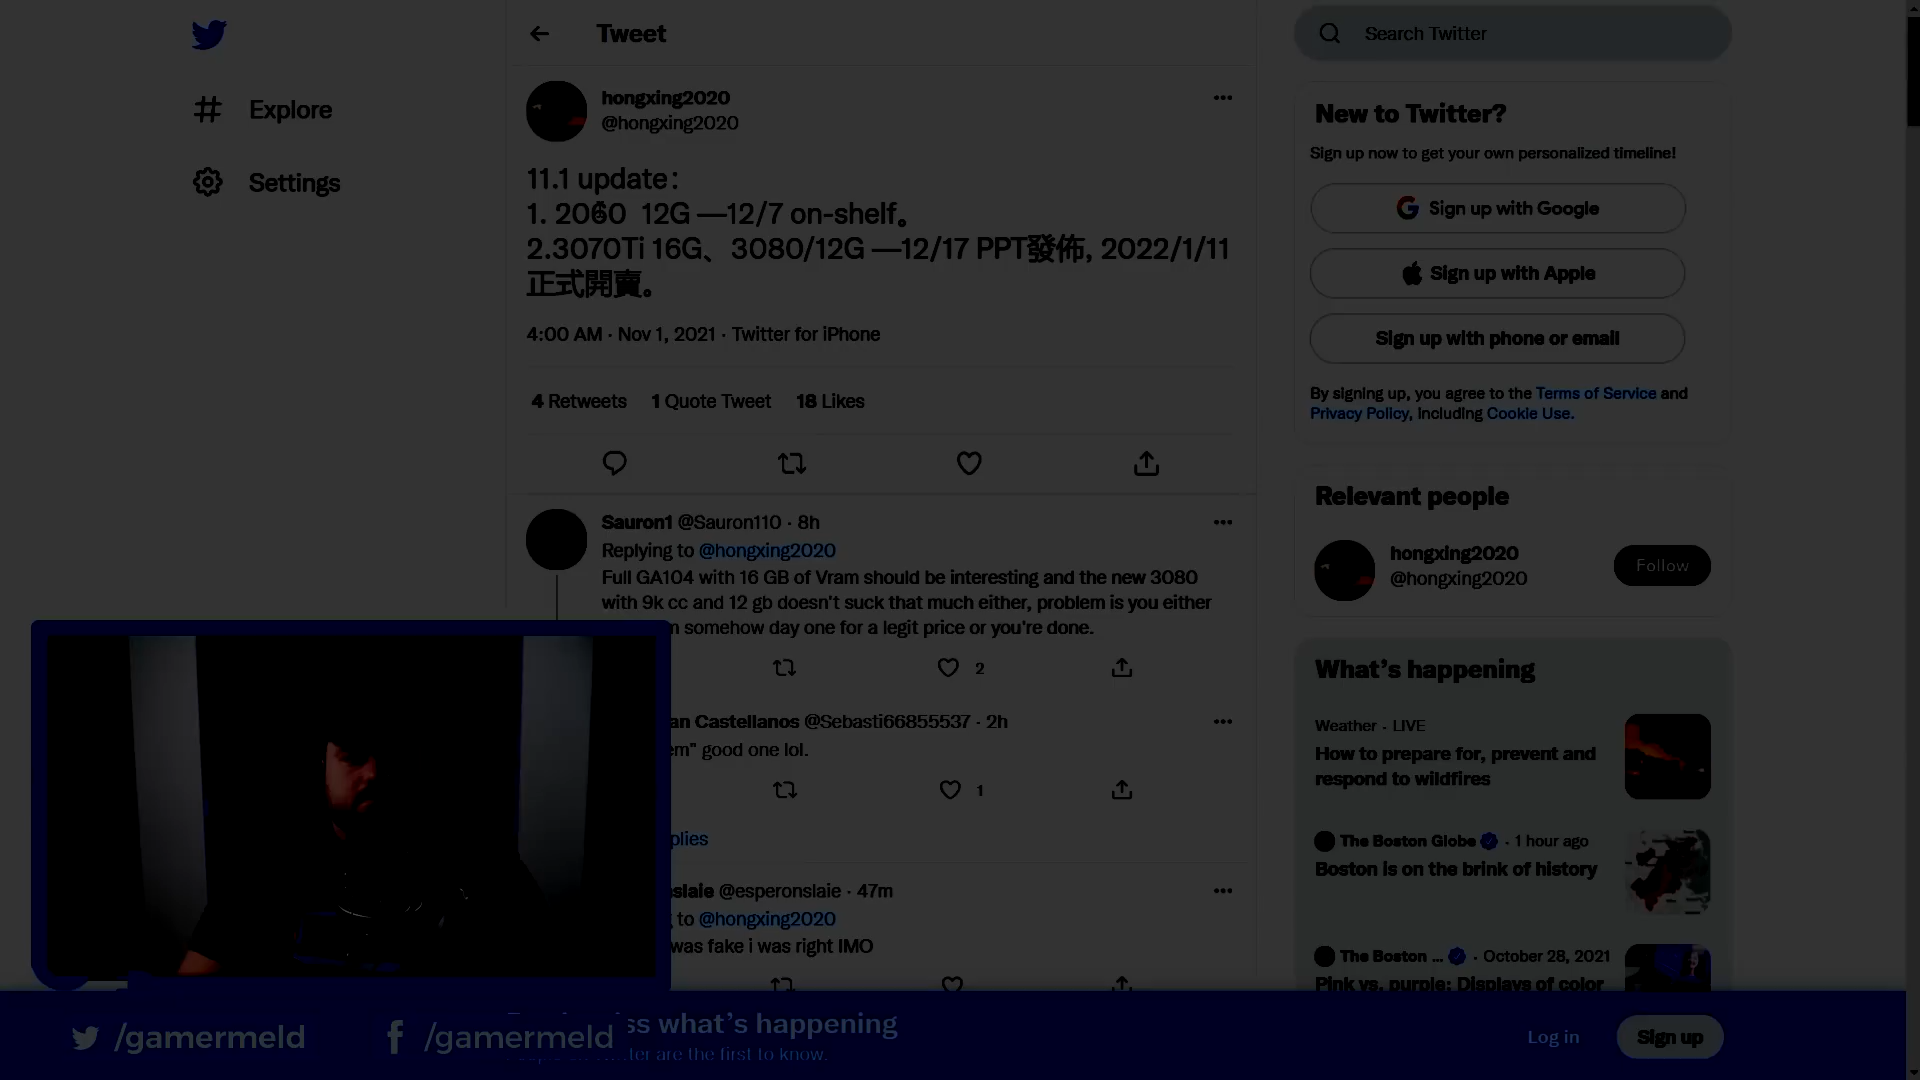 Tweet
Search Twitter
Explore
Settings
hongxing2020
@hongxing2020
11.1 update：
1. 2060 12G —12/7 on-shelf。
2.3070Ti 16G、3080/12G —12/17 PPT發佈, 2022/1/11
正式開賣。
4:00 AM · Nov 1, 2021 · Twitter for iPhone
4 Retweets 1 Quote Tweet 18 Likes
Sauron1 @Sauron110 · 8h
Replying to @hongxing2020
Full GA104 with 16 GB of Vram should be interesting and the new 3080
with 9k cc and 12 gb doesn't suck that much either, problem is you either
somehow day one for a legit price or you're done.
2
Castellanos @Sebasti66855537 · 2h
good one lol.
1
@esperonslaie · 47m
to @hongxing2020
was fake i was right IMO
New to Twitter?
Sign up now to get your own personalized timeline!
Sign up with Google
Sign up with Apple
Sign up with phone or email
By signing up, you agree to the Terms of Service and
Privacy Policy, including Cookie Use.
Relevant people
hongxing2020
@hongxing2020
Follow
What's happening
Weather · LIVE
How to prepare for, prevent and
respond to wildfires
The Boston Globe · 1 hour ago
Boston is on the brink of history
The Boston ... · October 28, 2021
Pink vs. purple: Displays of color
/gamermeld
/gamermeld
what's happening
are the first to know.
Log in
Sign up